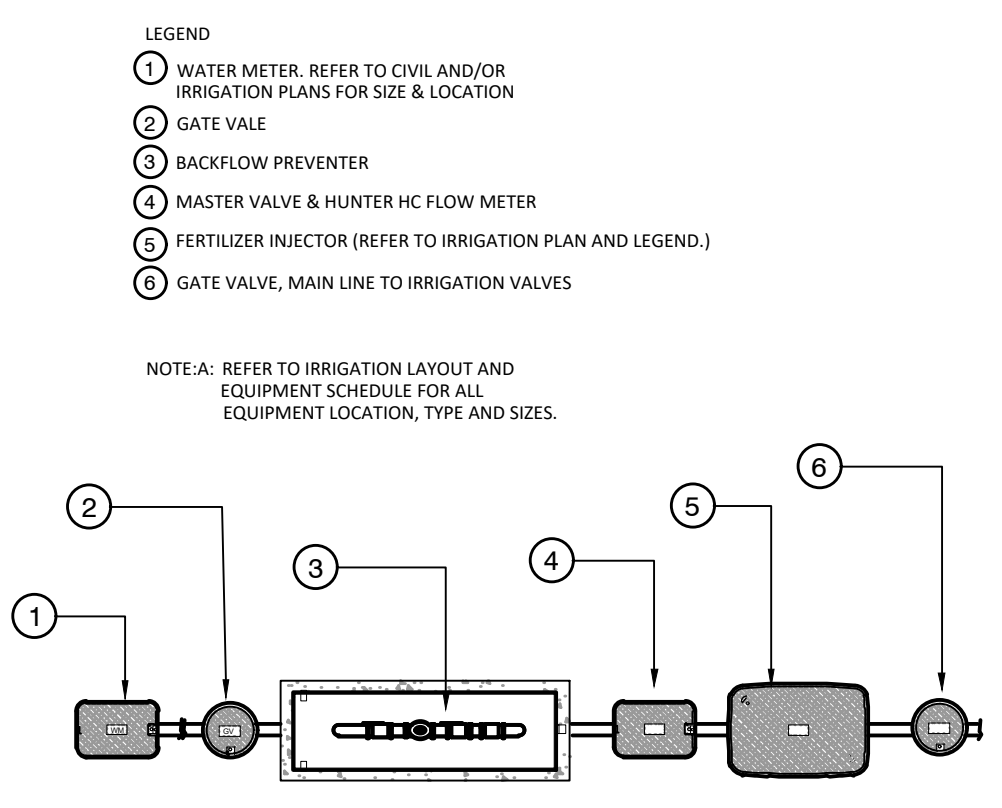 LEGEND
1 WATER METER. REFER TO CIVIL AND/OR
IRRIGATION PLANS FOR SIZE & LOCATION
2 GATE VALE
3 BACKFLOW PREVENTER
4 MASTER VALVE & HUNTER HC FLOW METER
5 FERTILIZER INJECTOR (REFER TO IRRIGATION PLAN AND LEGEND.)
6 GATE VALVE, MAIN LINE TO IRRIGATION VALVES
NOTE:A: REFER TO IRRIGATION LAYOUT AND
EQUIPMENT SCHEDULE FOR ALL
EQUIPMENT LOCATION, TYPE AND SIZES.
1
2
3
4
5
6
WM
GV